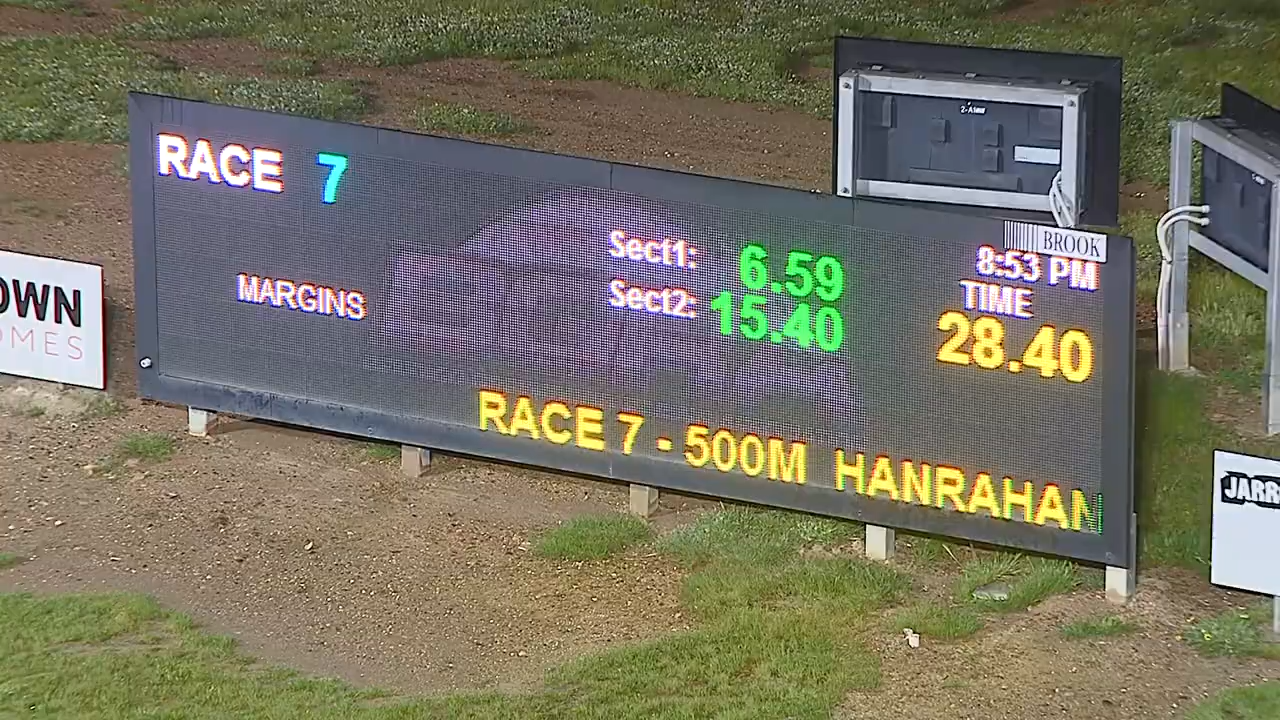 RACE 7
Sect1: 6.59
Sect2: 15.40
MARGINS
BROOK
8:53 PM
TIME
28.40
RACE 7 - 500M HANRAHAN
OWN
OMES
JARR